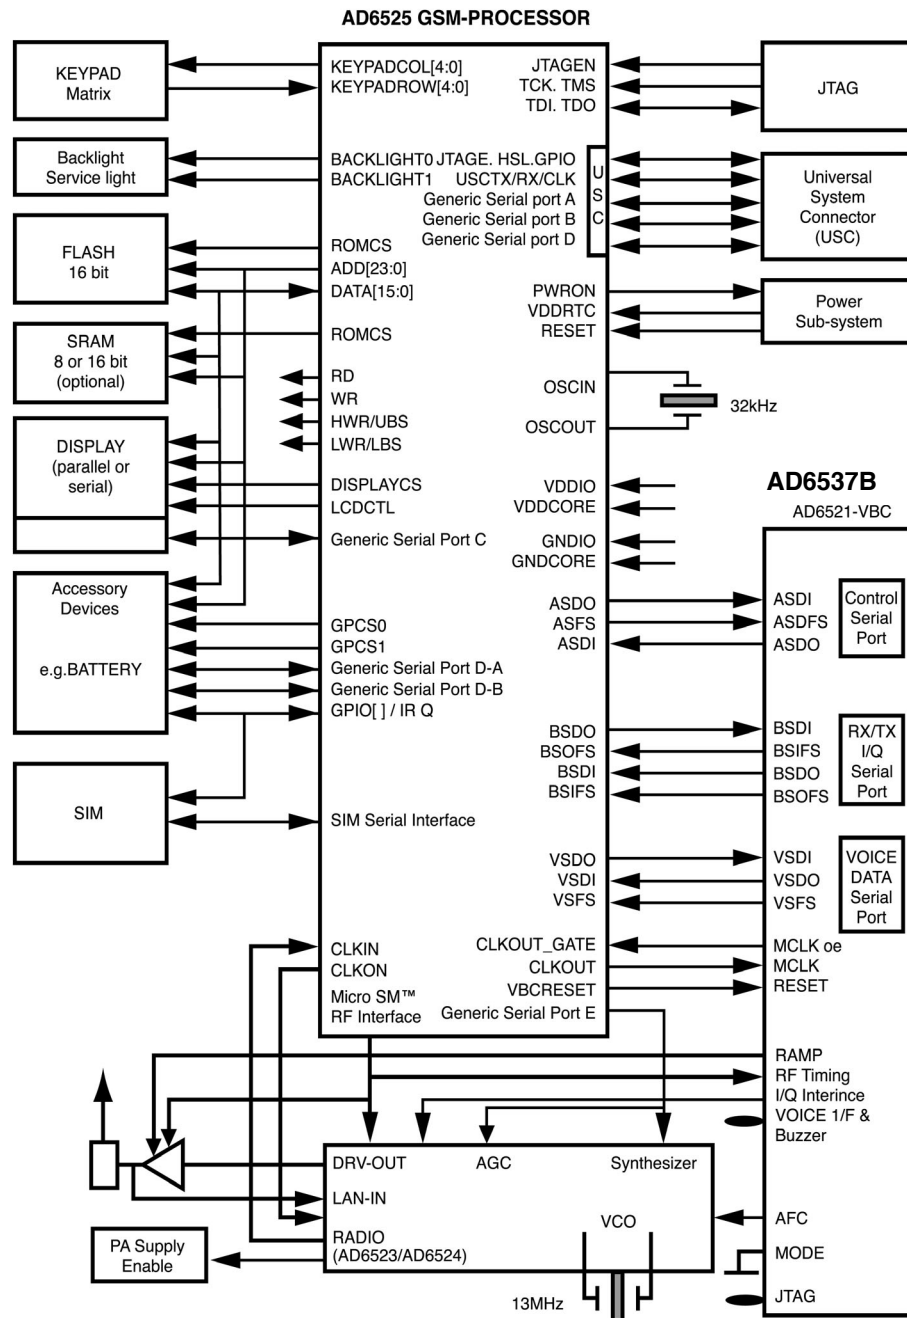 AD6525 GSM-PROCESSOR
KEYPAD
Matrix
KEYPADCOL[4:0]
KEYPADROW[4:0]
JTAGEN
TCK. TMS
TDI. TDO
JTAG
Backlight
Service light
BACKLIGHT0 JTAGE. HSL.GPIO
BACKLIGHT1 USCTX/RX/CLK
Generic Serial port A
Generic Serial port B
Generic Serial port D
U
S
C
Universal
System
Connector
(USC)
FLASH
16 bit
ROMCS
ADD[23:0]
DATA[15:0]
PWRON
VDDRTC
RESET
Power
Sub-system
SRAM
8 or 16 bit
(optional)
ROMCS
RD
WR
HWR/UBS
LWR/LBS
OSCIN
OSCOUT
32kHz
DISPLAY
(parallel or
serial)
DISPLAYCS
LCDCTL
Generic Serial Port C
VDDIO
VDDCORE
GNDIO
GNDCORE
AD6537B
AD6521-VBC
Accessory
Devices
e.g.BATTERY
GPCS0
GPCS1
Generic Serial Port D-A
Generic Serial Port D-B
GPIO[ ] / IR Q
ASDO
ASFS
ASDI
ASDI
ASDFS
ASDO
Control
Serial
Port
BSDO
BSOFS
BSDI
BSIFS
BSDI
BSIFS
BSDO
BSOFS
RX/TX
I/Q
Serial
Port
SIM
SIM Serial Interface
VSDO
VSDI
VSFS
VSDI
VSDO
VSFS
VOICE
DATA
Serial
Port
CLKIN
CLKON
Micro SM™
RF Interface
CLKOUT_GATE
CLKOUT
VBCRESET
Generic Serial Port E
MCLK oe
MCLK
RESET
RAMP
RF Timing
I/Q Interince
VOICE 1/F &
Buzzer
DRV-OUT
AGC
Synthesizer
LAN-IN
RADIO
(AD6523/AD6524)
VCO
AFC
MODE
JTAG
PA Supply
Enable
13MHz